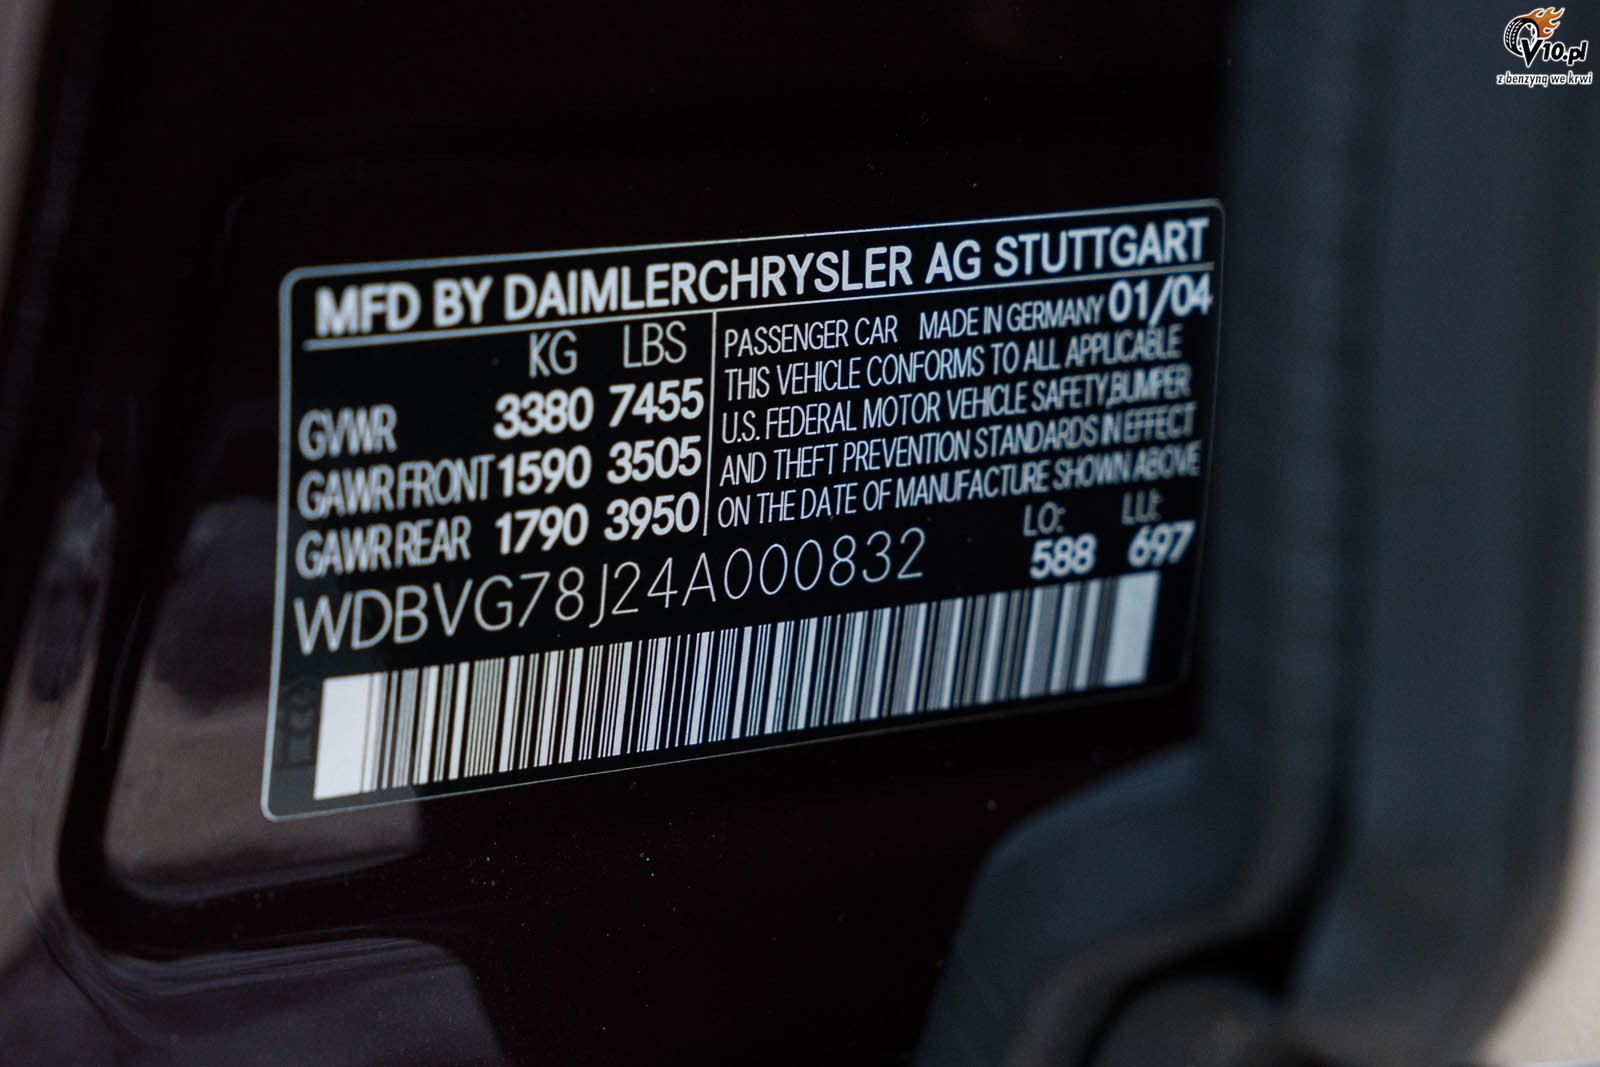 V10.pl
z benzyną we krwi
MFD BY DAIMLERCHRYSLER AG STUTTGART
KG LBS
GVWR 3380 7455
GAWR FRONT 1590 3505
GAWR REAR 1790 3950
PASSENGER CAR MADE IN GERMANY 01/04
THIS VEHICLE CONFORMS TO ALL APPLICABLE
U.S. FEDERAL MOTOR VEHICLE SAFETY,BUMPER
AND THEFT PREVENTION STANDARDS IN EFFECT
ON THE DATE OF MANUFACTURE SHOWN ABOVE
LO: LU:
588 697
WDBVG78J24A000832